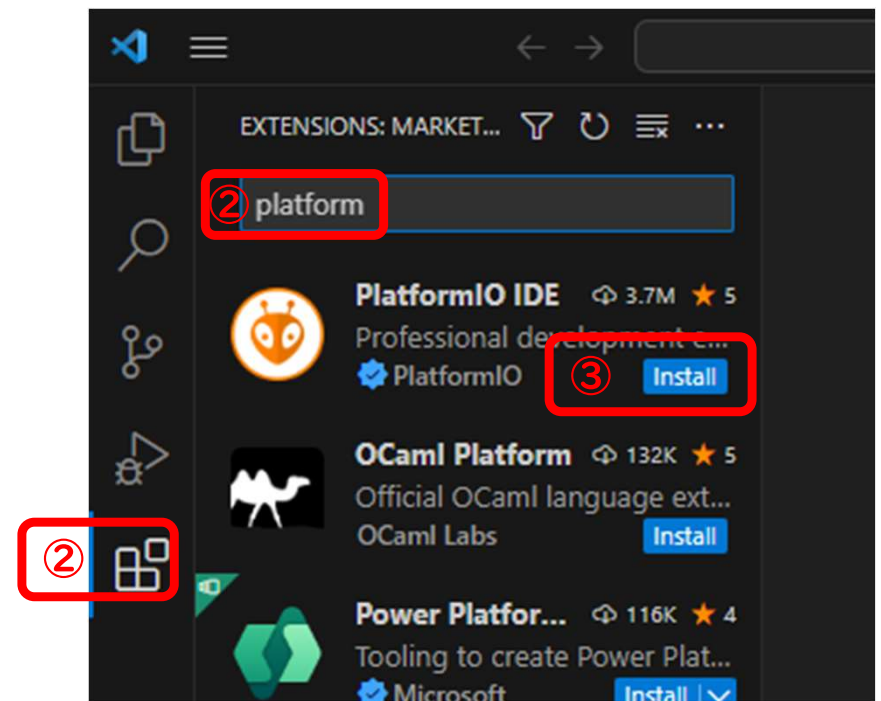 EXTENSIONS: MARKET...
② platform
PlatformIO IDE 3.7M ★ 5
Professional development e...
PlatformIO ③ Install
OCaml Platform 132K ★ 5
Official OCaml language ext...
OCaml Labs Install
②
Power Platfor... 116K ★ 4
Tooling to create Power Plat...
Microsoft Install